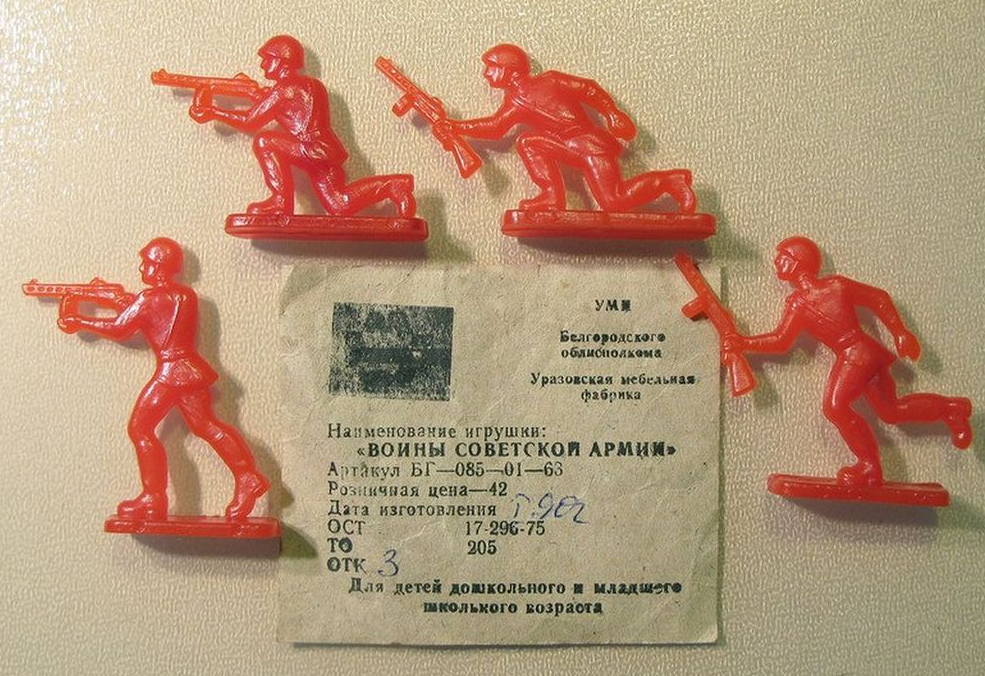 УМП
Белгородского
облисполкома
Уразовская мебельная
фабрика
Наименование игрушки:
«ВОИНЫ СОВЕТСКОЙ АРМИИ»
Артикул БГ—085—01—63
Розничная цена—42
Дата изготовления
ОСТ 17-296-75
ТО 205
ОТК 3
Для детей дошкольного и младшего
школьного возраста